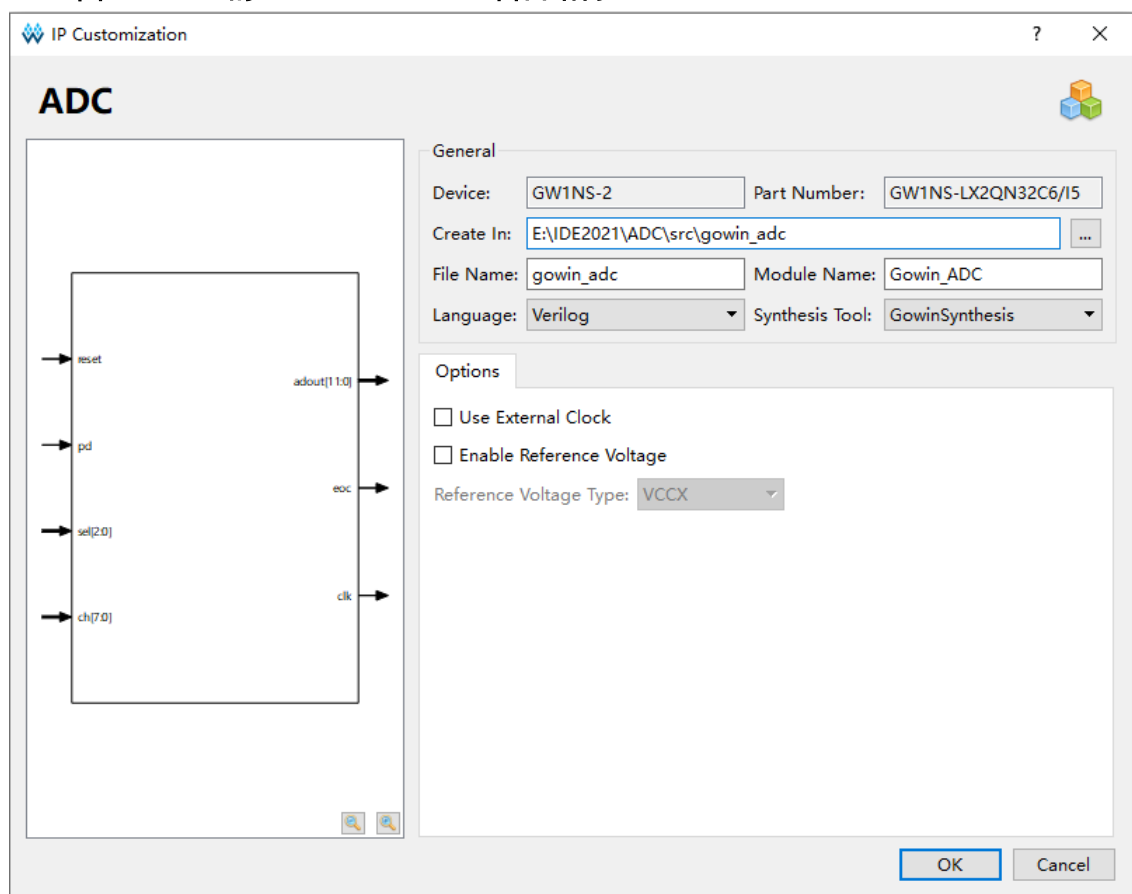 IP Customization
?
ADC
General
Device: GW1NS-2 Part Number: GW1NS-LX2QN32C6/I5
Create In: E:\IDE2021\ADC\src\gowin_adc ...
File Name: gowin_adc Module Name: Gowin_ADC
Language: Verilog Synthesis Tool: GowinSynthesis
Options
Use External Clock
Enable Reference Voltage
Reference Voltage Type: VCCX
reset
adout[11:0]
pd
eoc
sel[2:0]
clk
ch[7:0]
OK Cancel